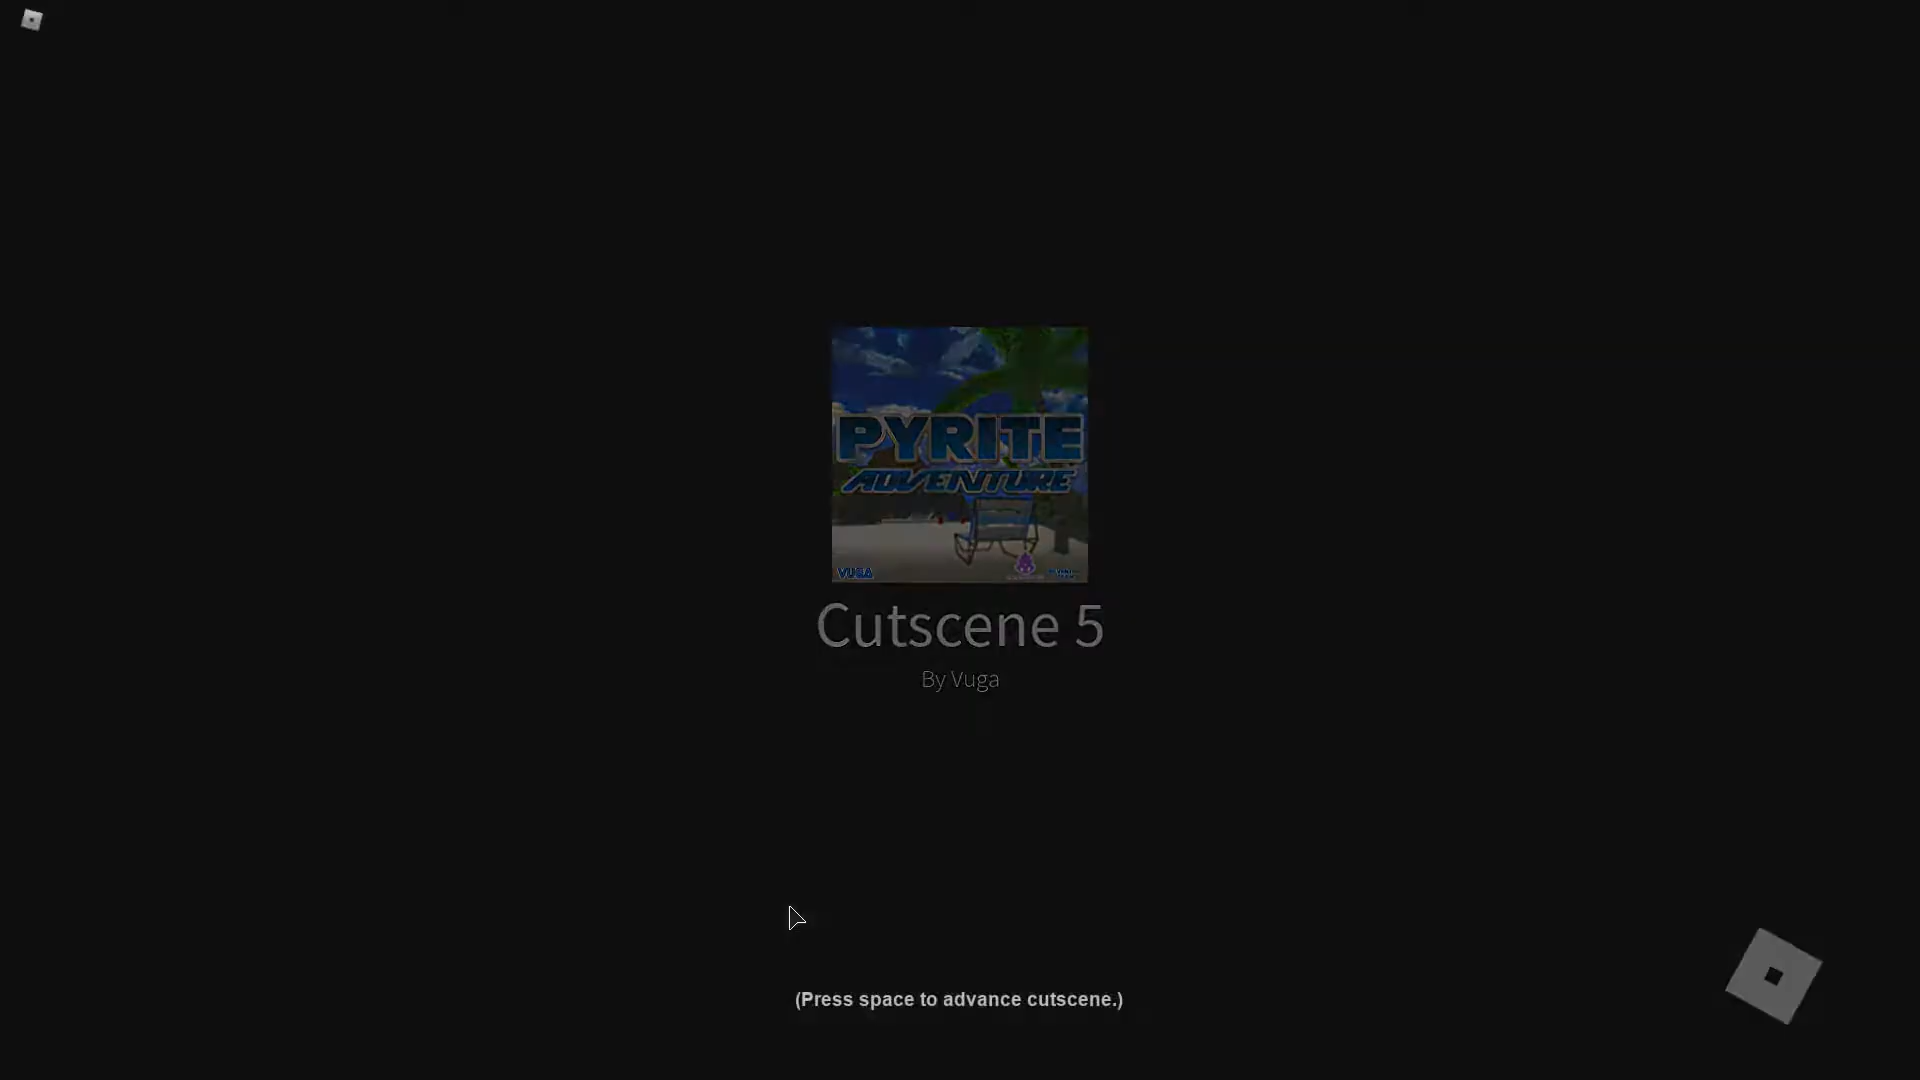 PYRITE
ADVENTURE
VUGA
Cutscene 5
By Vuga
(Press space to advance cutscene.)